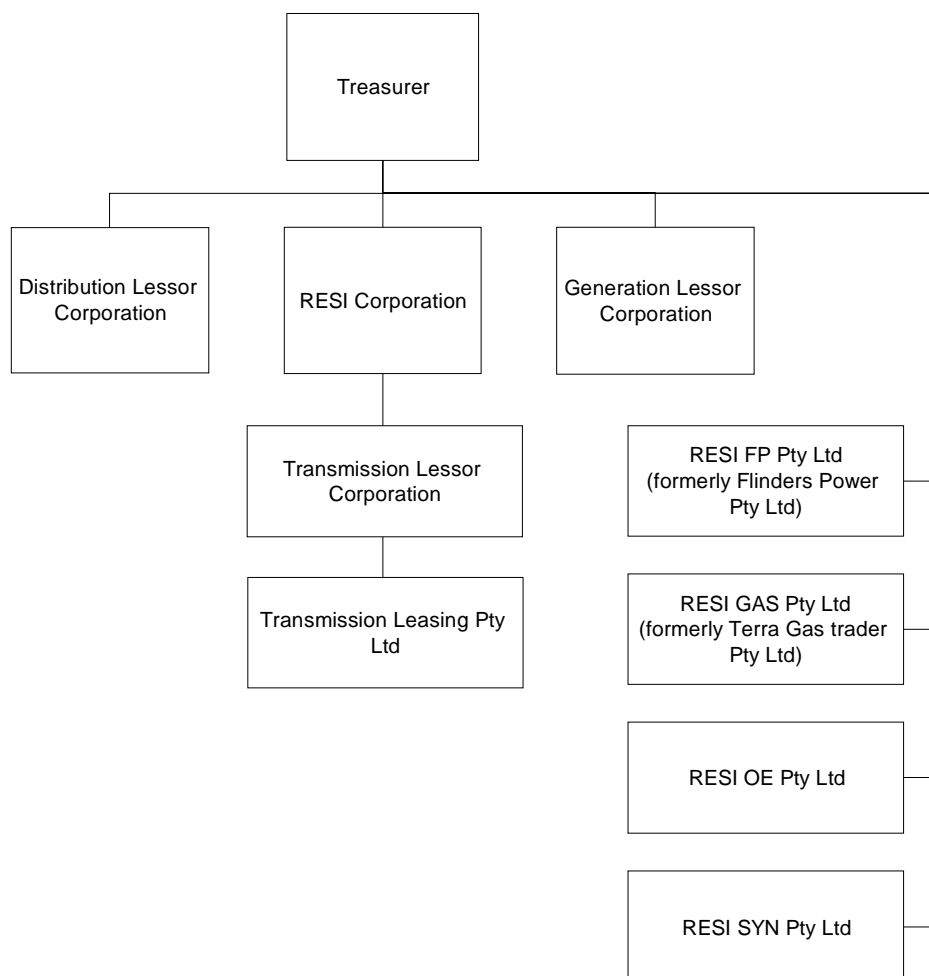 Treasurer
Distribution Lessor
Corporation
RESI Corporation
Generation Lessor
Corporation
Transmission Lessor
Corporation
Transmission Leasing Pty
Ltd
RESI FP Pty Ltd
(formerly Flinders Power
Pty Ltd)
RESI GAS Pty Ltd
(formerly Terra Gas trader
Pty Ltd)
RESI OE Pty Ltd
RESI SYN Pty Ltd